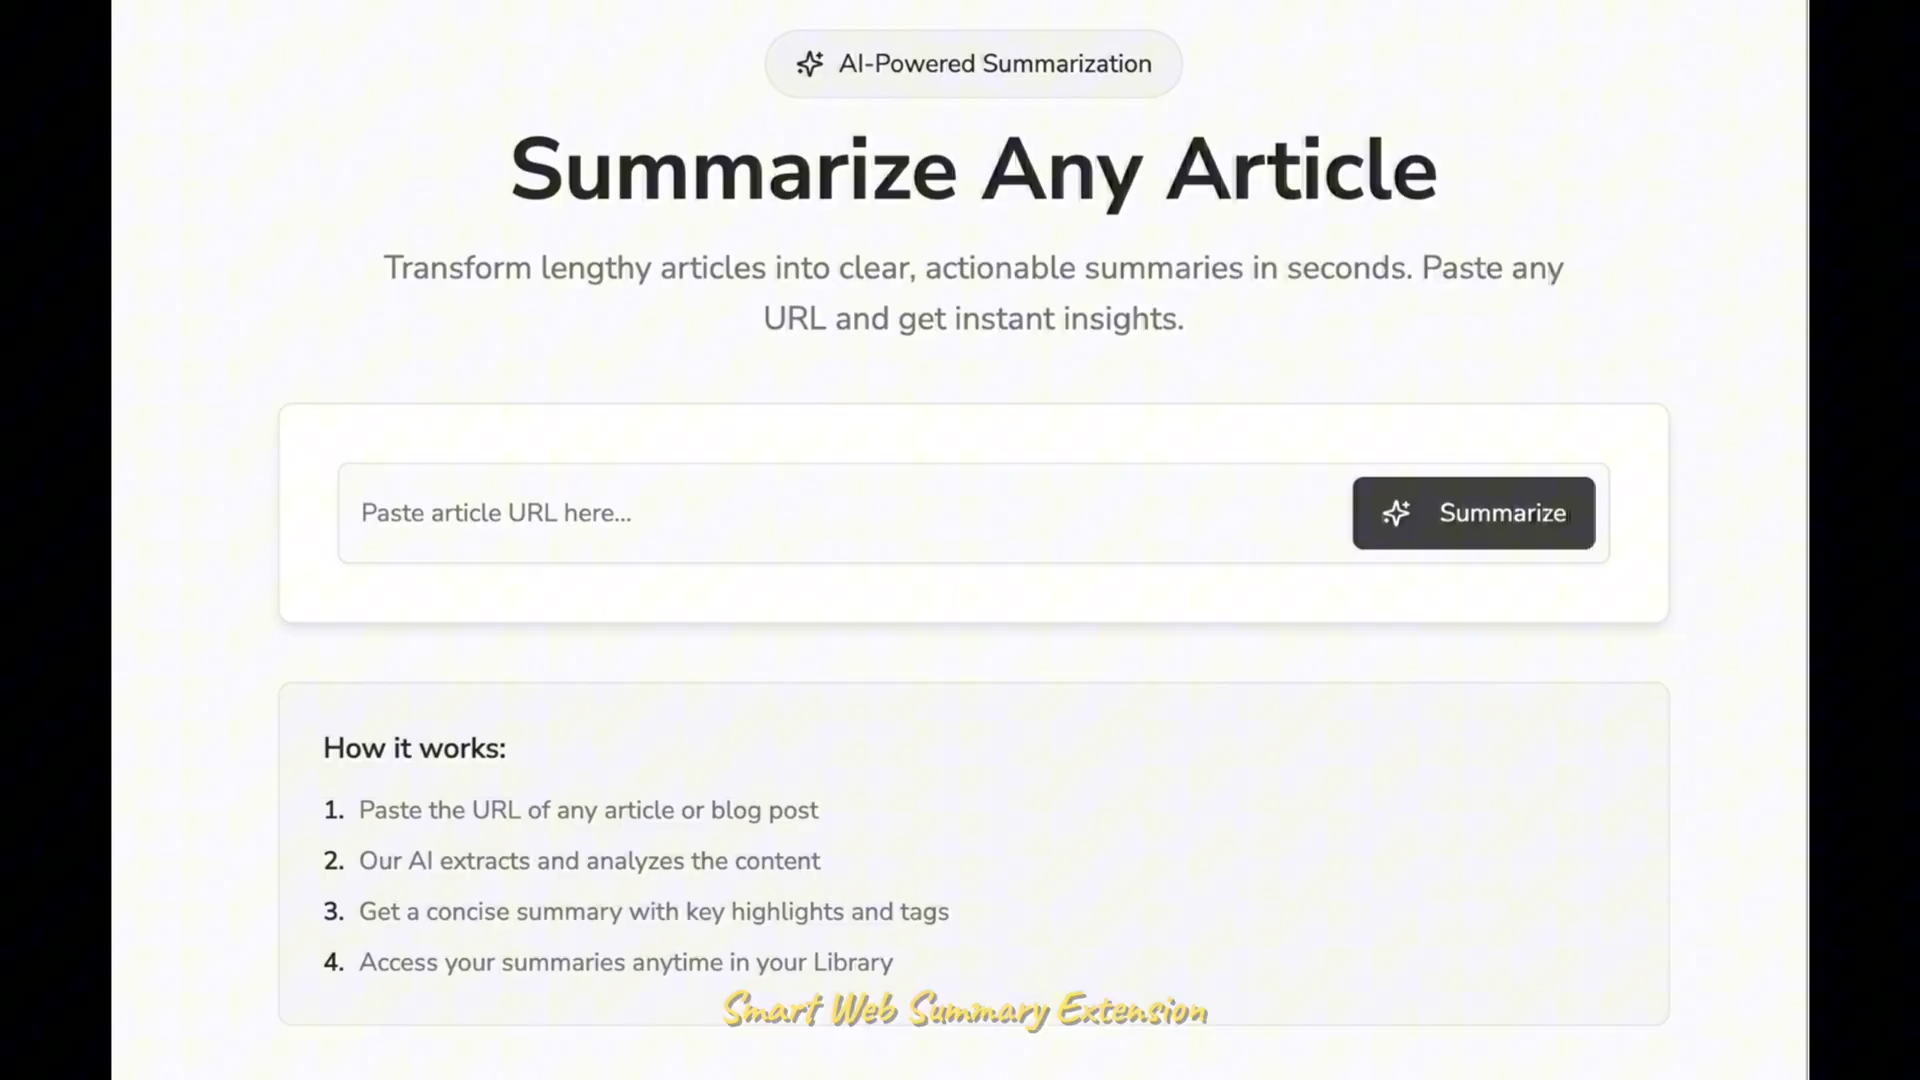 AI-Powered Summarization
Summarize Any Article
Transform lengthy articles into clear, actionable summaries in seconds. Paste any
URL and get instant insights.
Paste article URL here...
Summarize
How it works:
1. Paste the URL of any article or blog post
2. Our AI extracts and analyzes the content
3. Get a concise summary with key highlights and tags
4. Access your summaries anytime in your Library
Smart Web Summary Extension